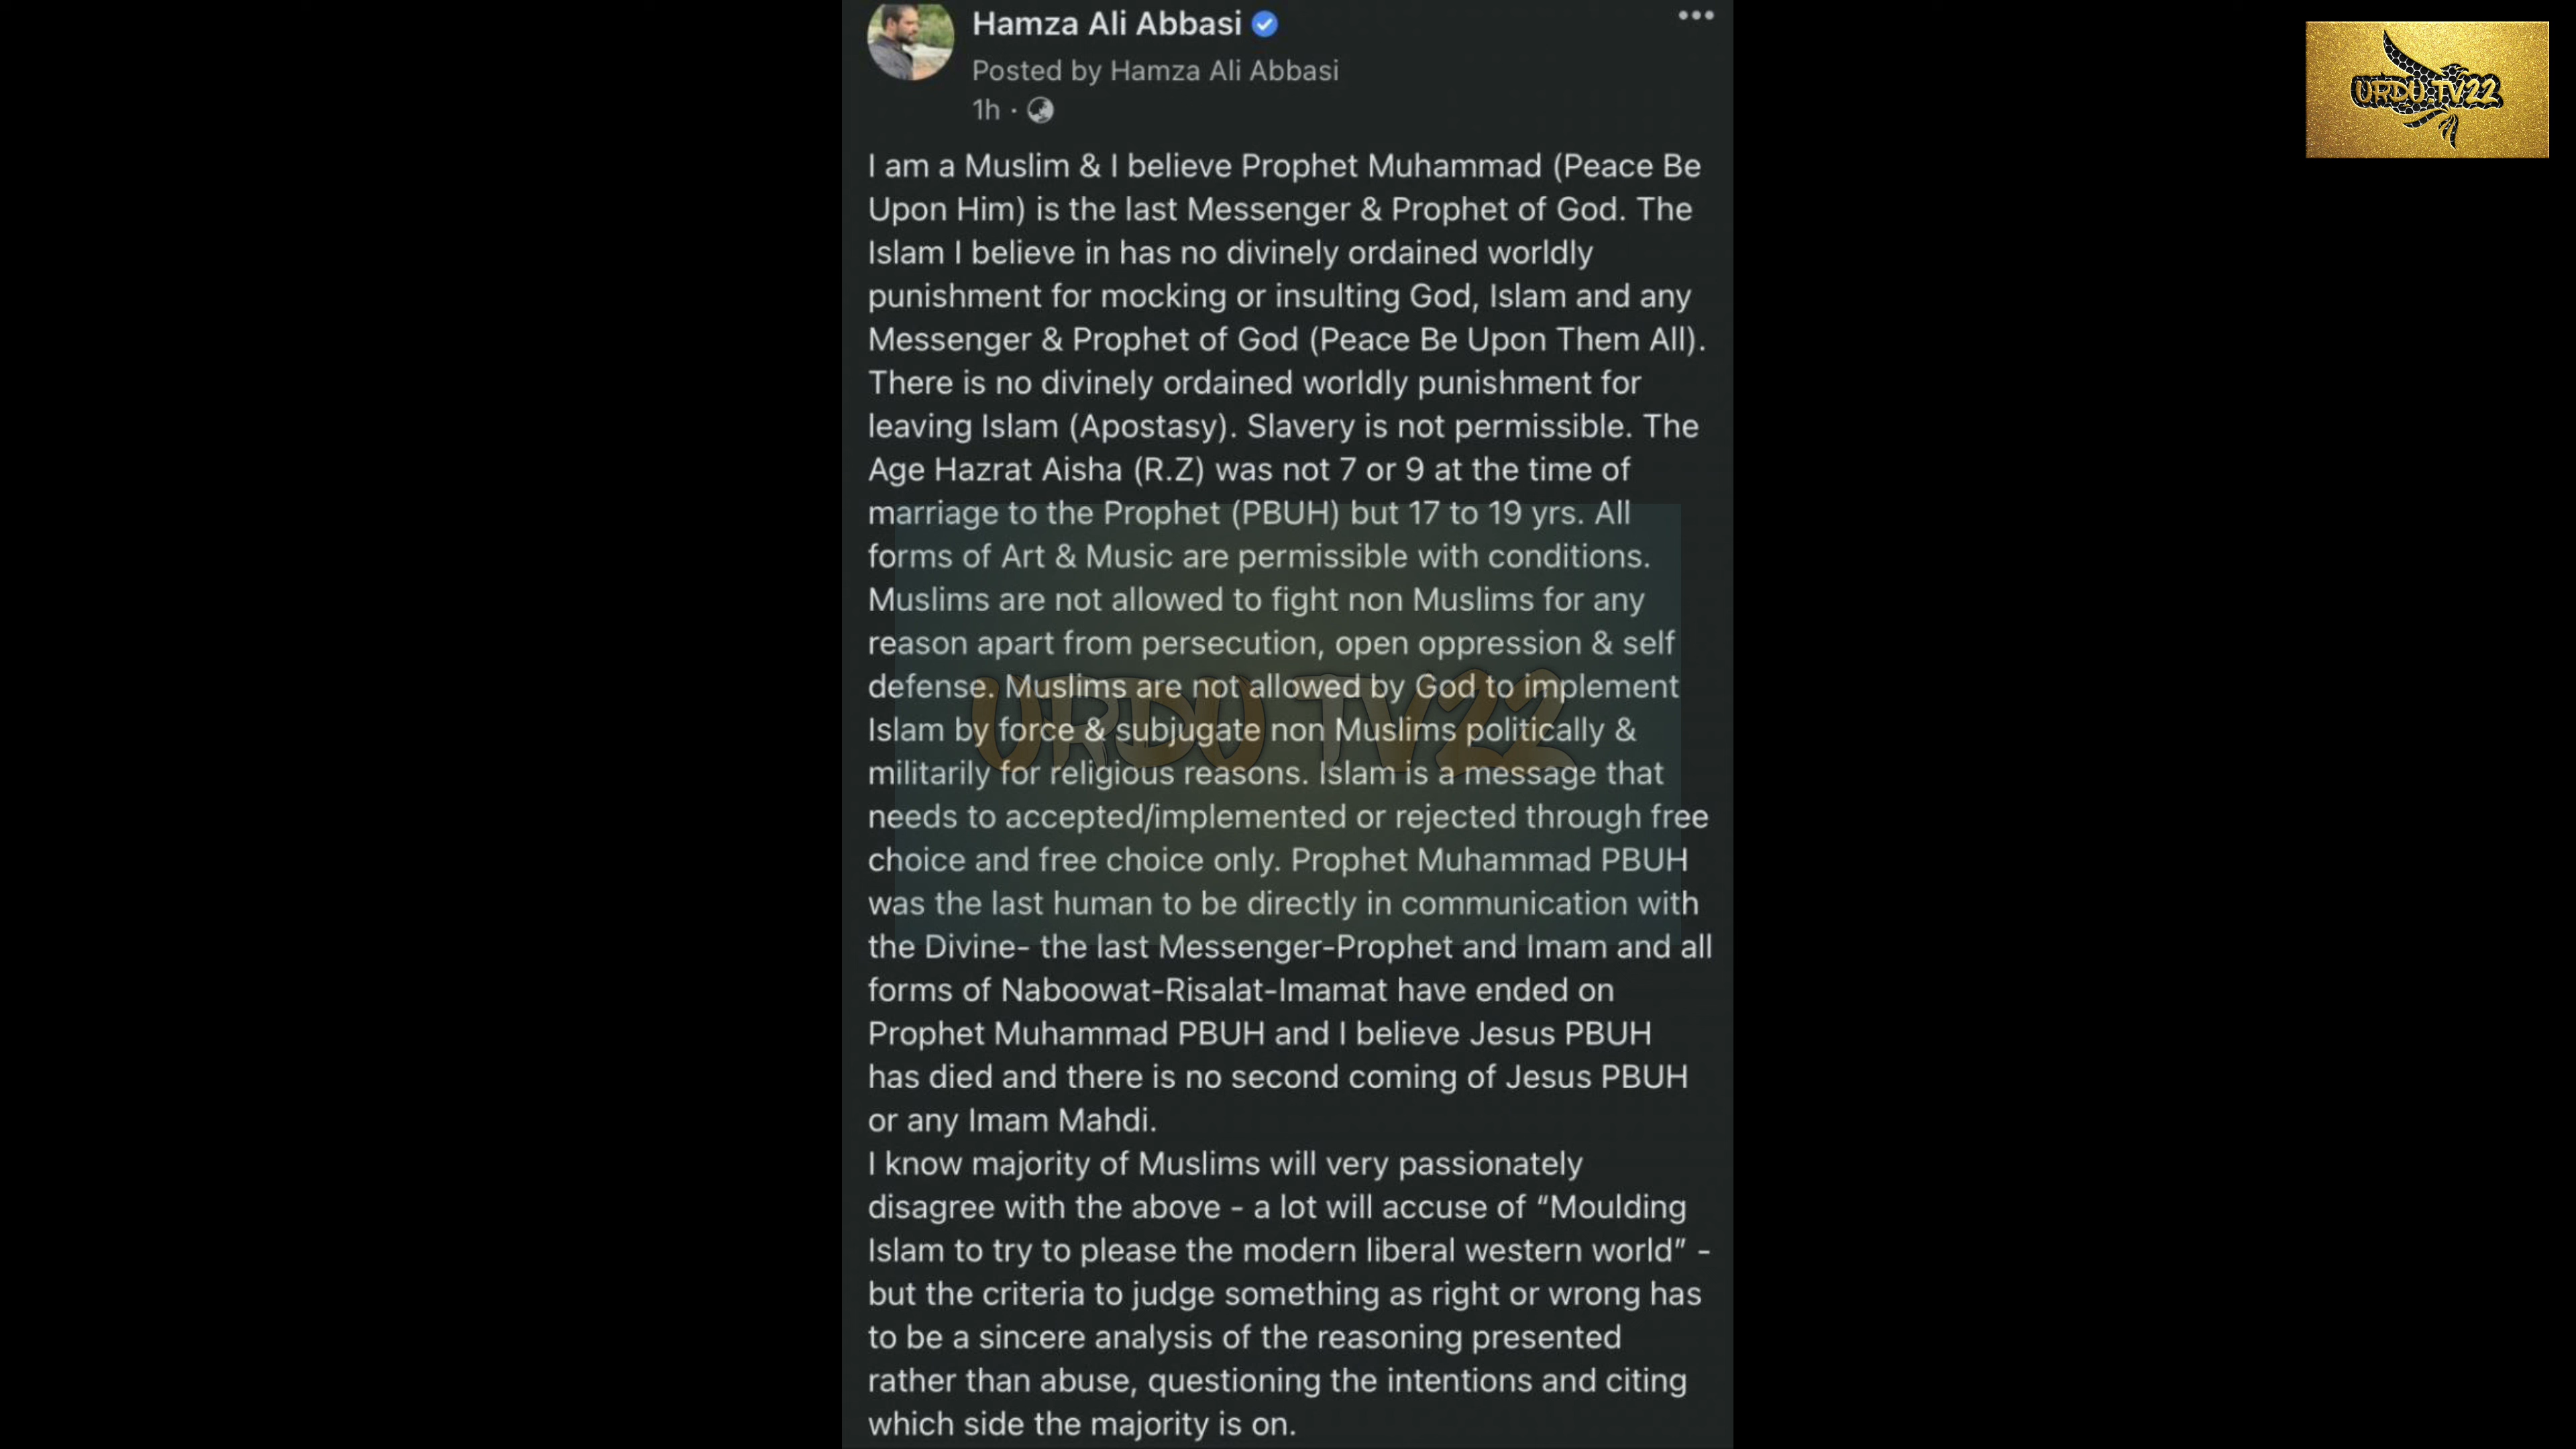 Hamza Ali Abbasi
Posted by Hamza Ali Abbasi
1h ·
URDU TV22
I am a Muslim & I believe Prophet Muhammad (Peace Be
Upon Him) is the last Messenger & Prophet of God. The
Islam I believe in has no divinely ordained worldly
punishment for mocking or insulting God, Islam and any
Messenger & Prophet of God (Peace Be Upon Them All).
There is no divinely ordained worldly punishment for
leaving Islam (Apostasy). Slavery is not permissible. The
Age Hazrat Aisha (R.Z) was not 7 or 9 at the time of
marriage to the Prophet (PBUH) but 17 to 19 yrs. All
forms of Art & Music are permissible with conditions.
Muslims are not allowed to fight non Muslims for any
reason apart from persecution, open oppression & self
defense. Muslims are not allowed by God to implement
Islam by force & subjugate non Muslims politically &
militarily for religious reasons. Islam is a message that
needs to accepted/implemented or rejected through free
choice and free choice only. Prophet Muhammad PBUH
was the last human to be directly in communication with
the Divine- the last Messenger-Prophet and Imam and all
forms of Naboowat-Risalat-Imamat have ended on
Prophet Muhammad PBUH and I believe Jesus PBUH
has died and there is no second coming of Jesus PBUH
or any Imam Mahdi.
I know majority of Muslims will very passionately
disagree with the above - a lot will accuse of “Moulding
Islam to try to please the modern liberal western world” -
but the criteria to judge something as right or wrong has
to be a sincere analysis of the reasoning presented
rather than abuse, questioning the intentions and citing
which side the majority is on.
URDU TV22